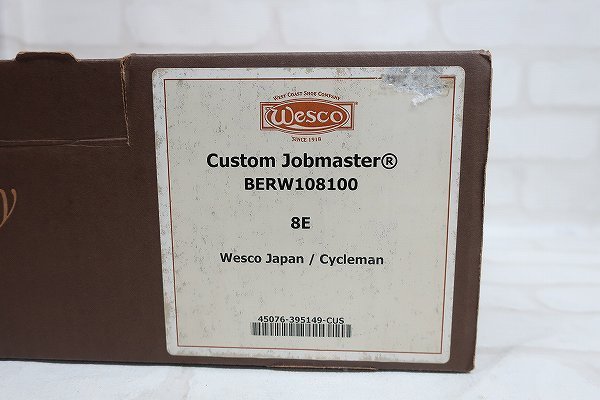 WEST COAST SHOE COMPANY
Wesco
SINCE 1918
Custom Jobmaster®
BERW108100
8E
Wesco Japan / Cycleman
45076-395149-CUS